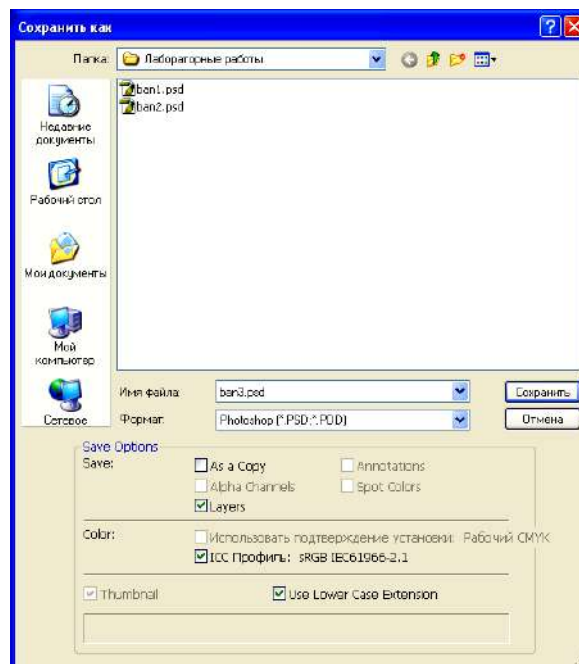 Сохранить как
Папка: Лабораторные работы
ban1.psd
ban2.psd
Недавние
документы
Рабочий стол
Мои документы
Мой
компьютер
Сетевое
Имя файла: ban3.psd Сохранить
Формат: Photoshop (*.PSD;*.PDD) Отмена
Save Options
Save: As a Copy Annotations
Alpha Channels Spot Colors
Layers
Color: Использовать подтверждение установки: Рабочий CMYK
ICC Профиль: sRGB IEC61966-2.1
Thumbnail Use Lower Case Extension